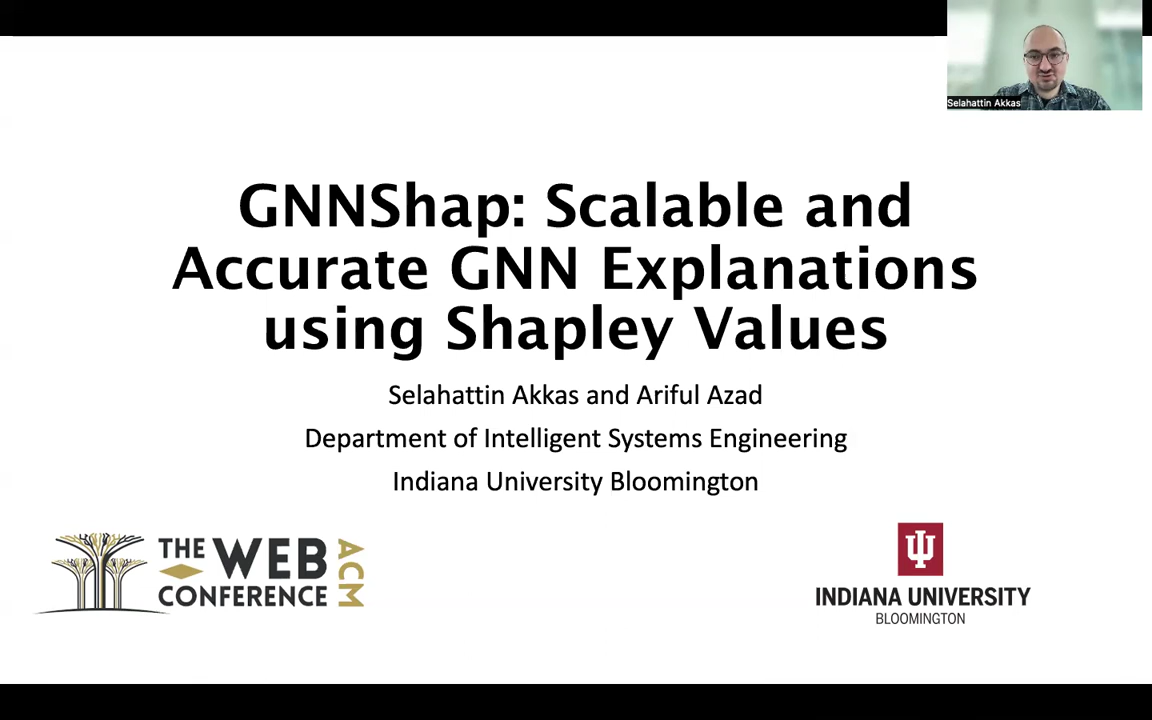 Selahattin Akkas
GNNShap: Scalable and
Accurate GNN Explanations
using Shapley Values
Selahattin Akkas and Ariful Azad
Department of Intelligent Systems Engineering
Indiana University Bloomington
THE WEB
CONFERENCE
ACM
INDIANA UNIVERSITY
BLOOMINGTON